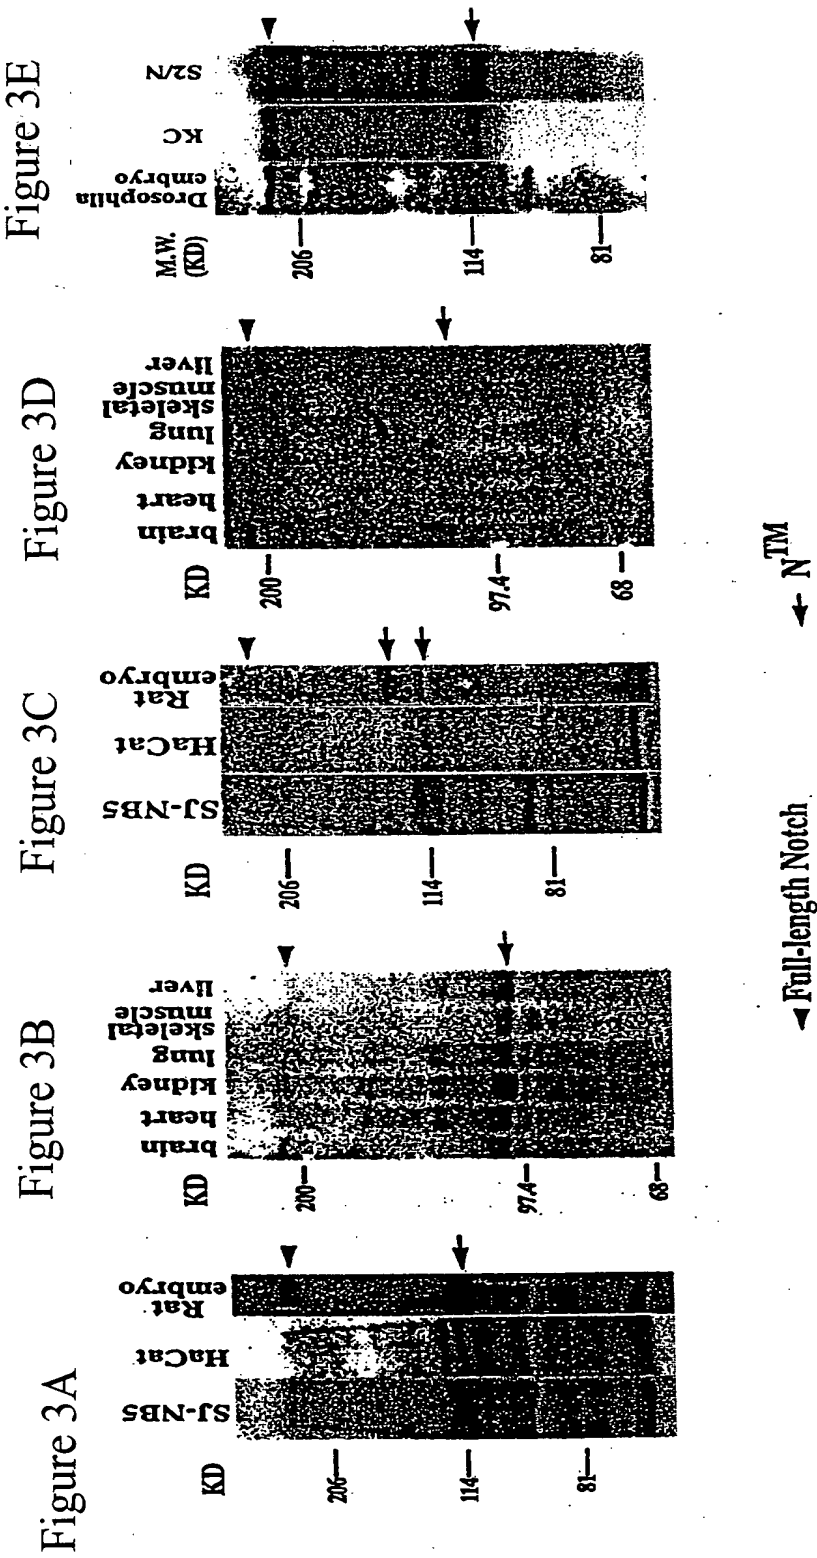 Figure 3A
SJ-NB5
HaCat
Rat
embryo
KD
206
114
81
Figure 3B
brain
heart
kidney
lung
skeletal
muscle
liver
KD
200
97.4
68
Figure 3C
SJ-NB5
HaCat
Rat
embryo
KD
206
114
81
Figure 3D
brain
heart
kidney
lung
skeletal
muscle
liver
KD
200
97.4
68
Figure 3E
Drosophila
embryo
KC
S2/N
M.W.
(KD)
206
114
81
Full-length Notch
N™